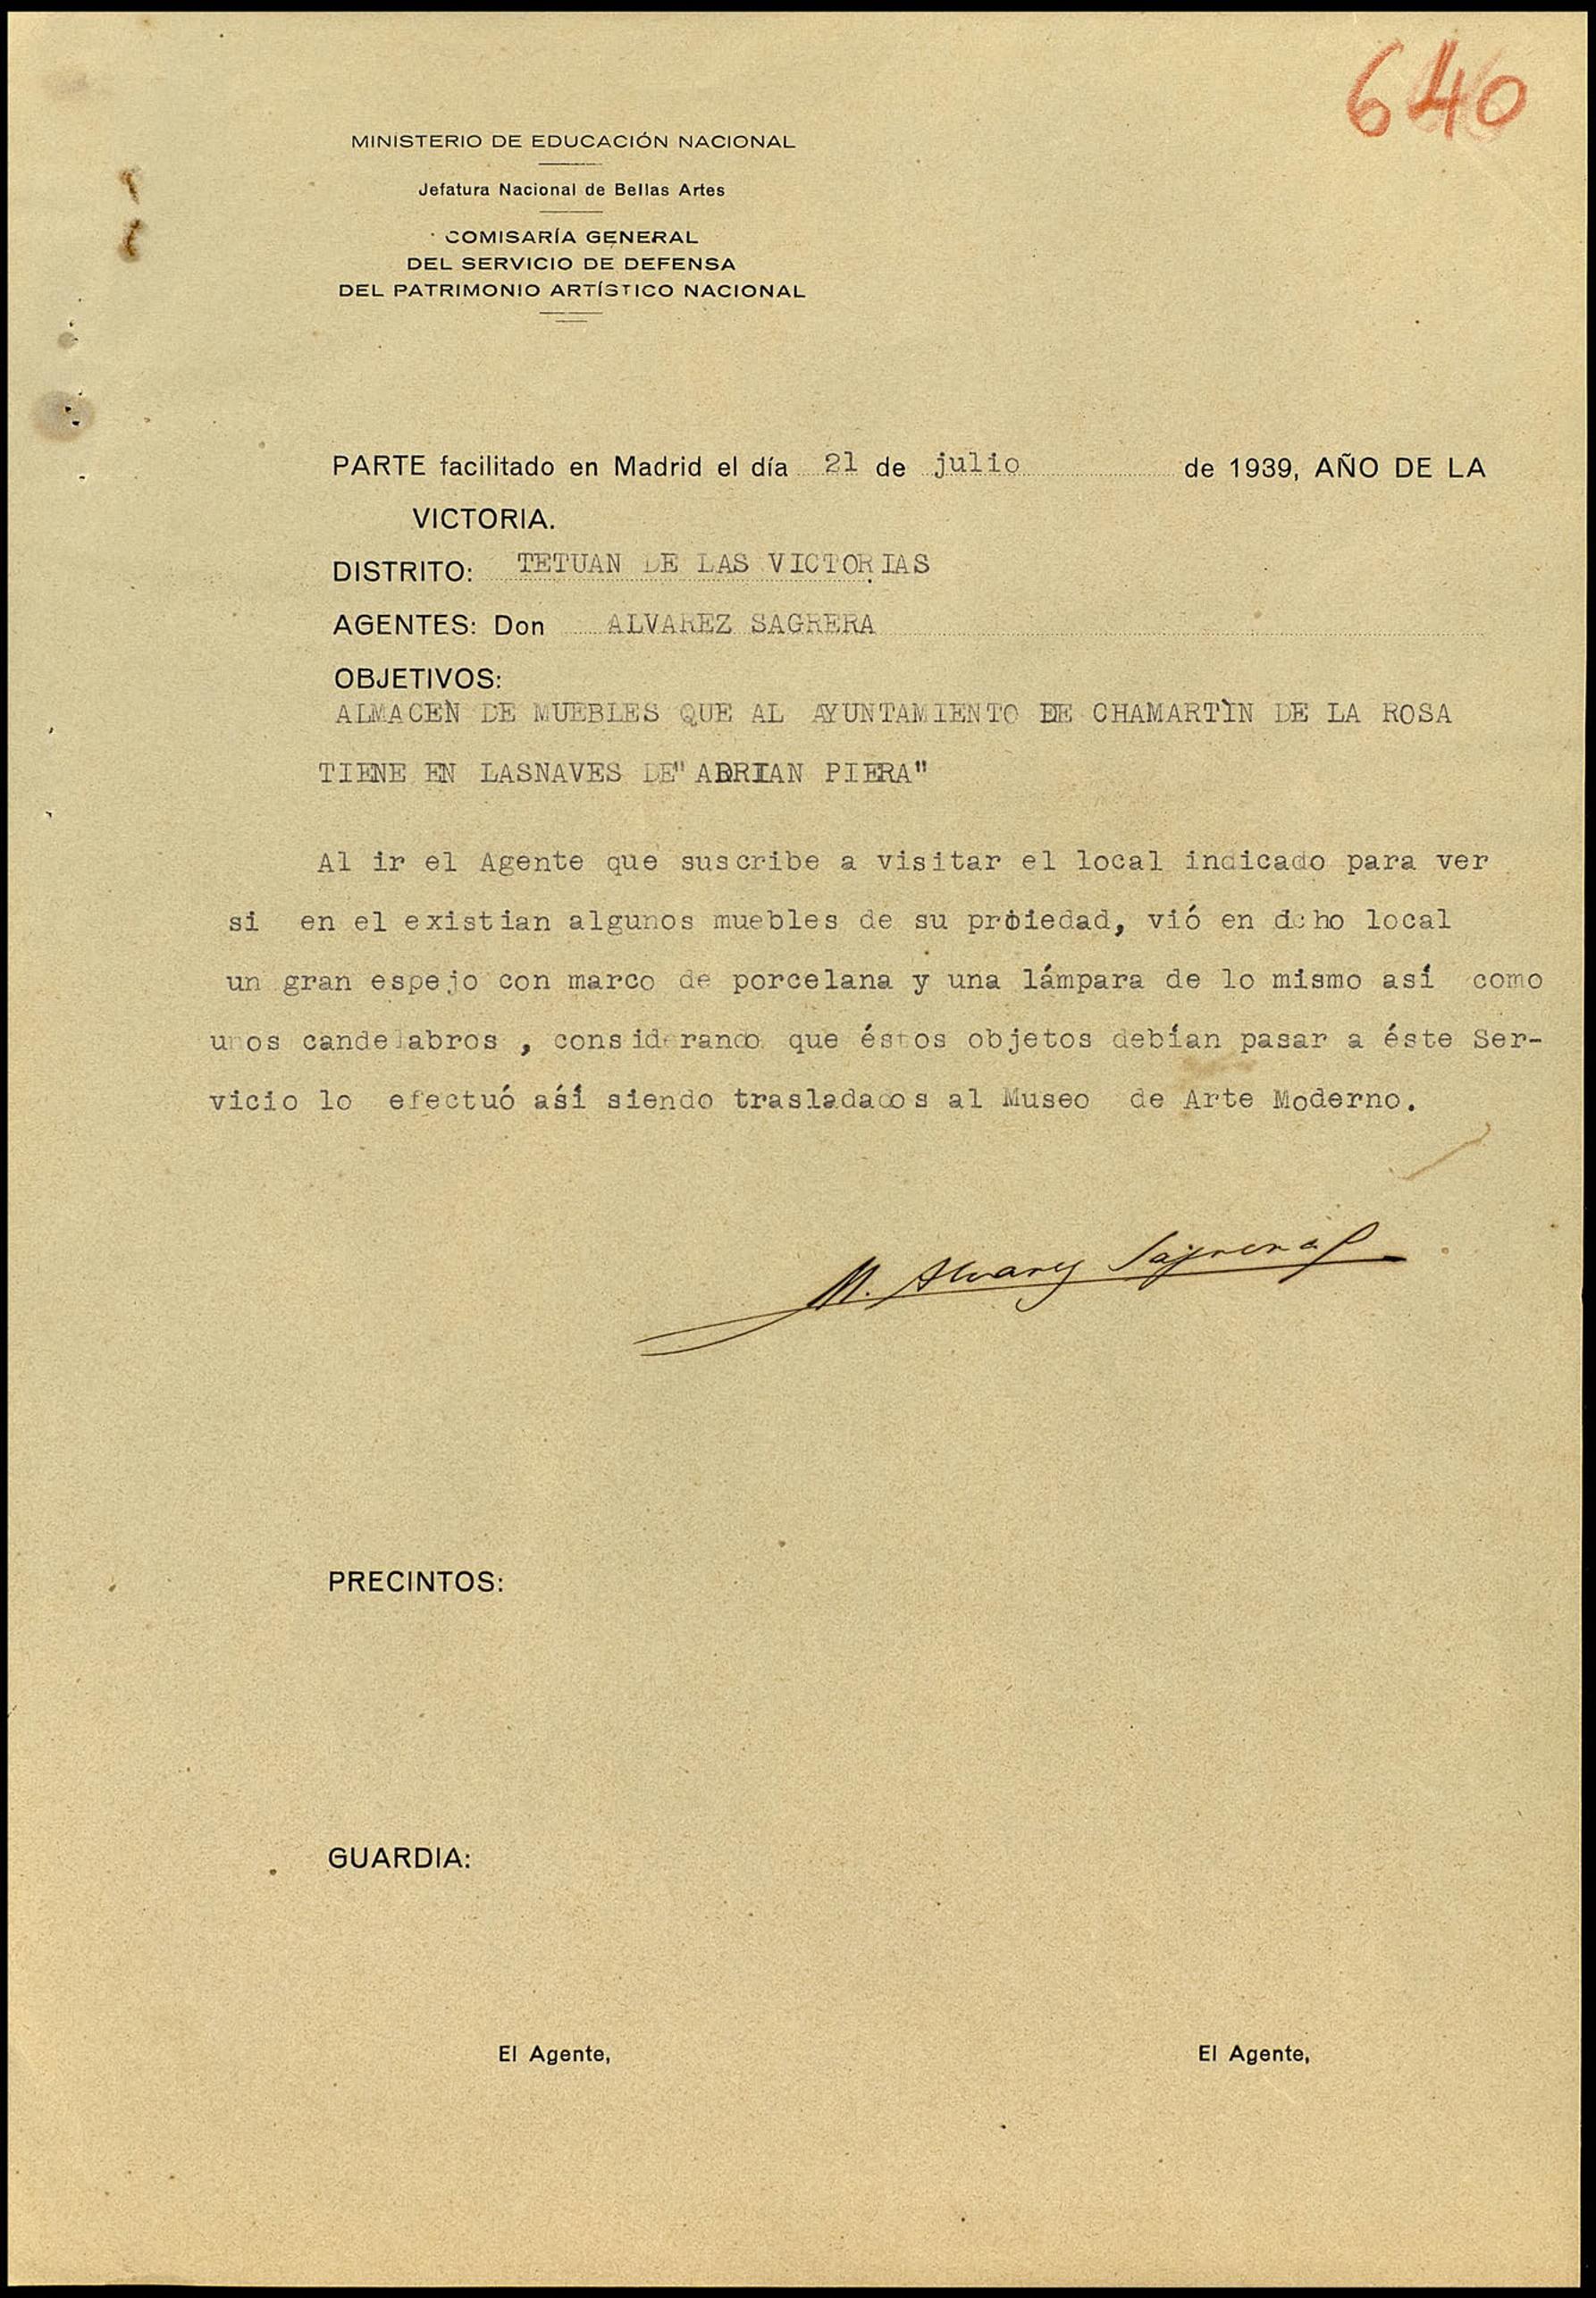 640
MINISTERIO DE EDUCACIÓN NACIONAL
Jefatura Nacional de Bellas Artes
COMISARÍA GENERAL
DEL SERVICIO DE DEFENSA
DEL PATRIMONIO ARTÍSTICO NACIONAL
PARTE facilitado en Madrid el día 21 de julio de 1939, AÑO DE LA
VICTORIA.
DISTRITO: TETUAN DE LAS VICTORIAS
AGENTES: Don ALVAREZ SAGRERA
OBJETIVOS:
ALMACEN DE MUEBLES QUE AL AYUNTAMIENTO DE CHAMARTÌN DE LA ROSA
TIENE EN LASNAVES DE" ADRIAN PIERA"
Al ir el Agente que suscribe a visitar el local indicado para ver
si en el existian algunos muebles de su proiedad, vió en dcho local
un gran espejo con marco de porcelana y una lámpara de lo mismo así como
unos candelabros , considerando que éstos objetos debían pasar a éste Ser-
vicio lo efectuó así siendo trasladados al Museo de Arte Moderno.
M. Alvarez Sagrera
PRECINTOS:
GUARDIA:
El Agente, El Agente,